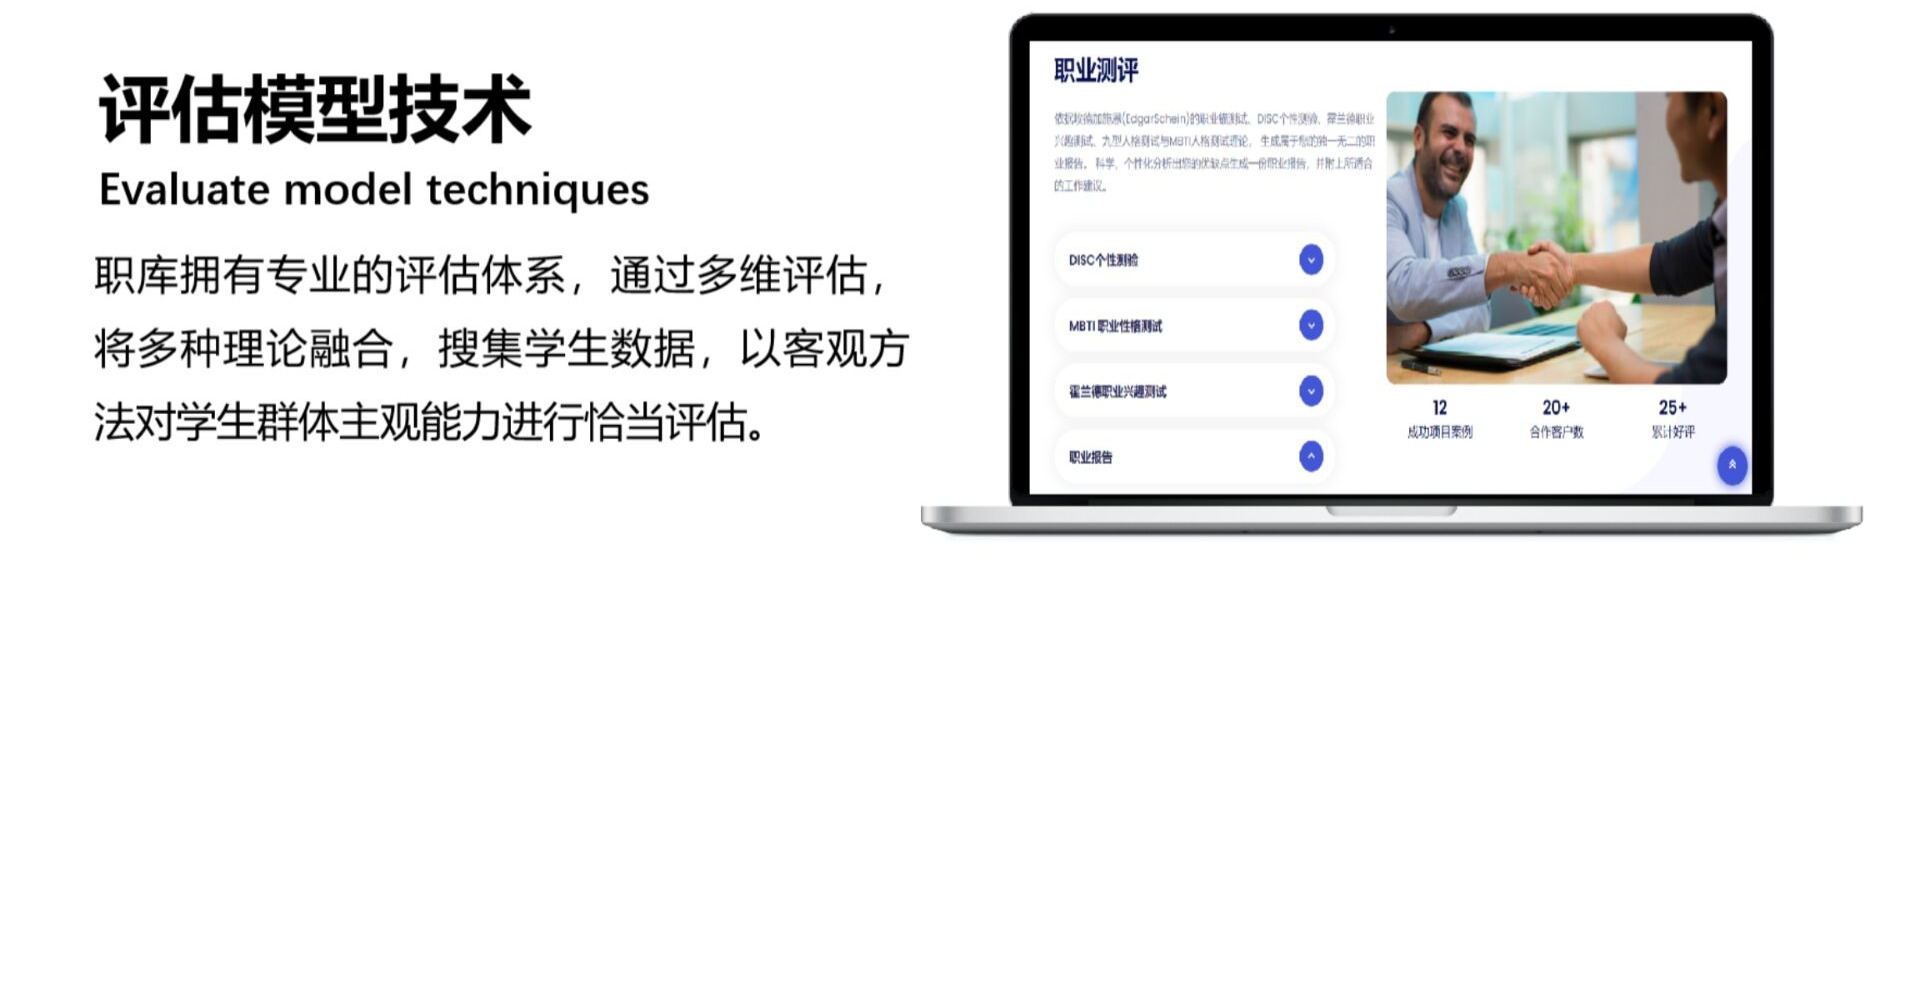 评估模型技术
Evaluate model techniques
职库拥有专业的评估体系，通过多维评估，
将多种理论融合，搜集学生数据，以客观方
法对学生群体主观能力进行恰当评估。
职业测评
依据埃德加施恩(EdgarSchein)的职业锚测试、DISC个性测验、霍兰德职业
兴趣测试、九型人格测试与MBTI人格测试理论， 生成属于您的独一无二的职
业报告。 科学、个性化分析出您的优缺点生成一份职业报告，并附上所适合
的工作建议。
DISC个性测验
MBTI 职业性格测试
霍兰德职业兴趣测试
职业报告
12
成功项目案例
20+
合作客户数
25+
累计好评